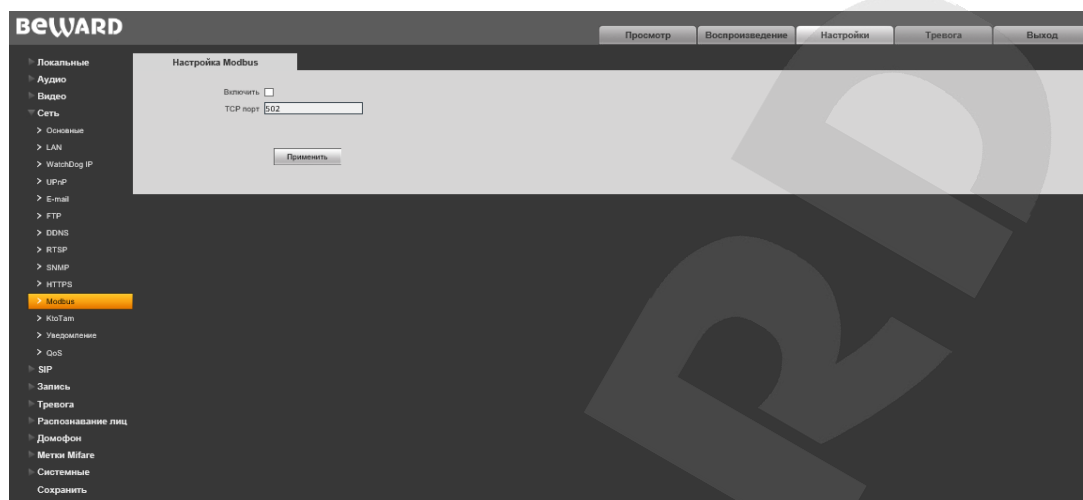 BEWARD
Просмотр
Воспроизведение
Настройки
Тревога
Выход
Локальные
Аудио
Видео
Сеть
Основные
LAN
WatchDog IP
UPnP
E-mail
FTP
DDNS
RTSP
SNMP
HTTPS
Modbus
KtoTam
Уведомление
QoS
SIP
Запись
Тревога
Распознавание лиц
Домофон
Метки Mifare
Системные
Сохранить
Настройка Modbus
Включить
TCP порт 502
Применить
RD